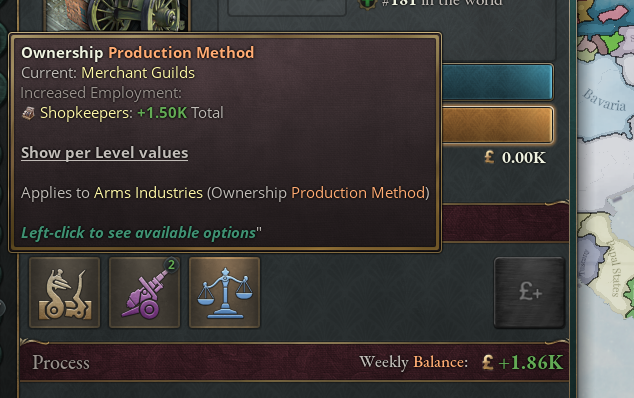 #181 in the world
Ownership Production Method
Current: Merchant Guilds
Increased Employment:
Shopkeepers: +1.50K Total
Show per Level values
Applies to Arms Industries (Ownership Production Method)
Left-click to see available options"
£ 0.00K
Bavaria
2
£+
Process
Weekly Balance: £ +1.86K